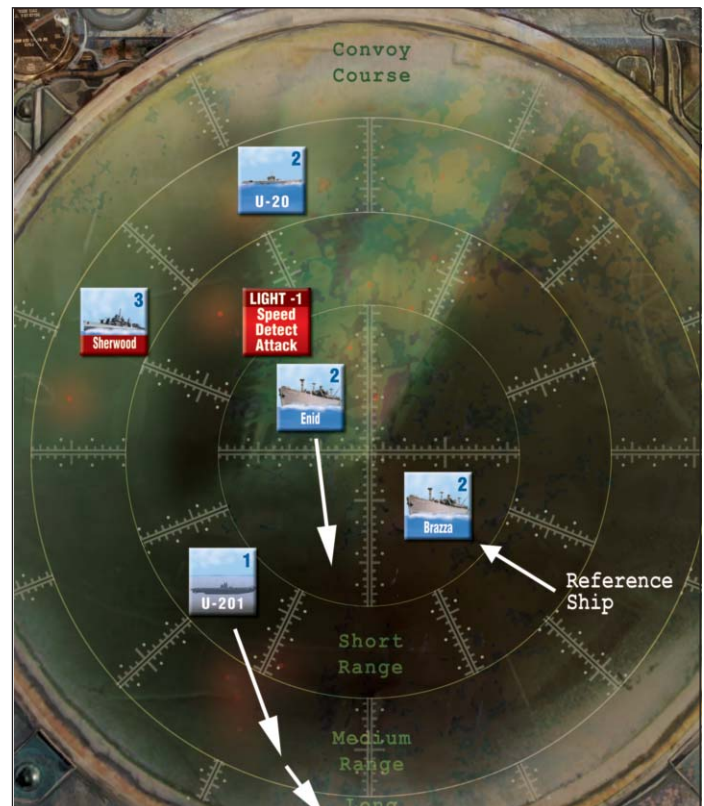 Convoy
Course
2
U-20
3
Sherwood
LIGHT -1
Speed
Detect
Attack
2
Enid
2
Brazza
Reference
Ship
1
U-201
Short
Range
Medium
Range
Long